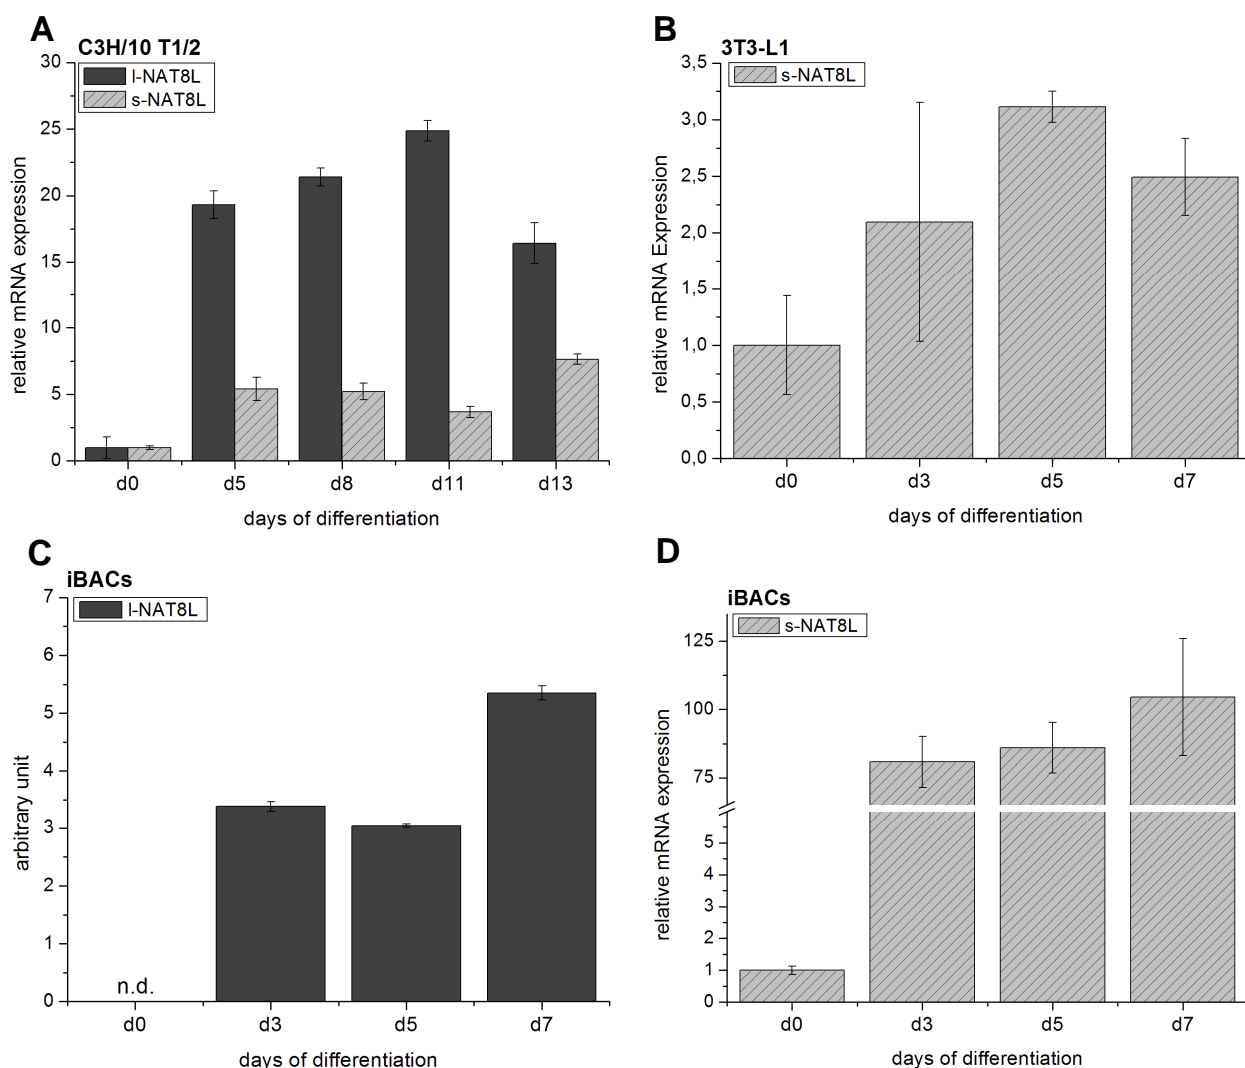 A
C3H/10 T1/2
l-NAT8L
s-NAT8L
relative mRNA expression
30
25
20
15
10
5
0
d0 d5 d8 d11 d13
days of differentiation
B
3T3-L1
s-NAT8L
relative mRNA Expression
3,5
3,0
2,5
2,0
1,5
1,0
0,5
0,0
d0 d3 d5 d7
days of differentiation
C
iBACs
l-NAT8L
arbitrary unit
7
6
5
4
3
2
1
0
n.d.
d0 d3 d5 d7
days of differentiation
D
iBACs
s-NAT8L
relative mRNA expression
125
100
75
5
4
3
2
1
0
d0 d3 d5 d7
days of differentiation